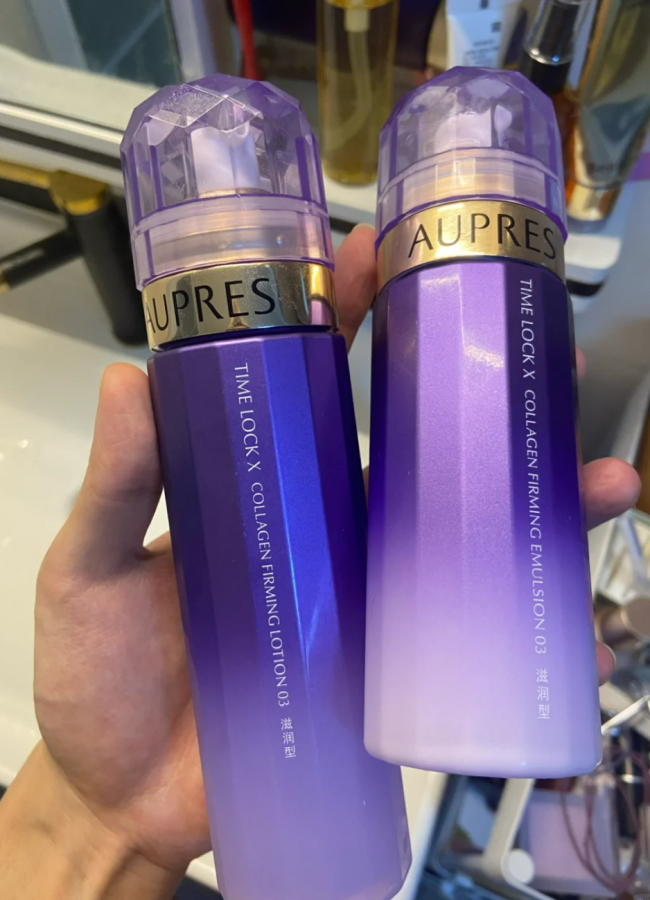 AUPRES
TIME LOCK X COLLAGEN FIRMING LOTION 03 滋润型
AUPRES
TIME LOCK X COLLAGEN FIRMING EMULSION 03 滋润型